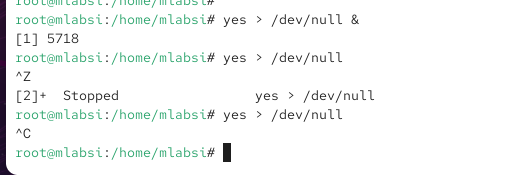 root@mlabsi:/home/mlabsi#
root@mlabsi:/home/mlabsi# yes > /dev/null &
[1] 5718
root@mlabsi:/home/mlabsi# yes > /dev/null
^Z
[2]+  Stopped                 yes > /dev/null
root@mlabsi:/home/mlabsi# yes > /dev/null
^C
root@mlabsi:/home/mlabsi#